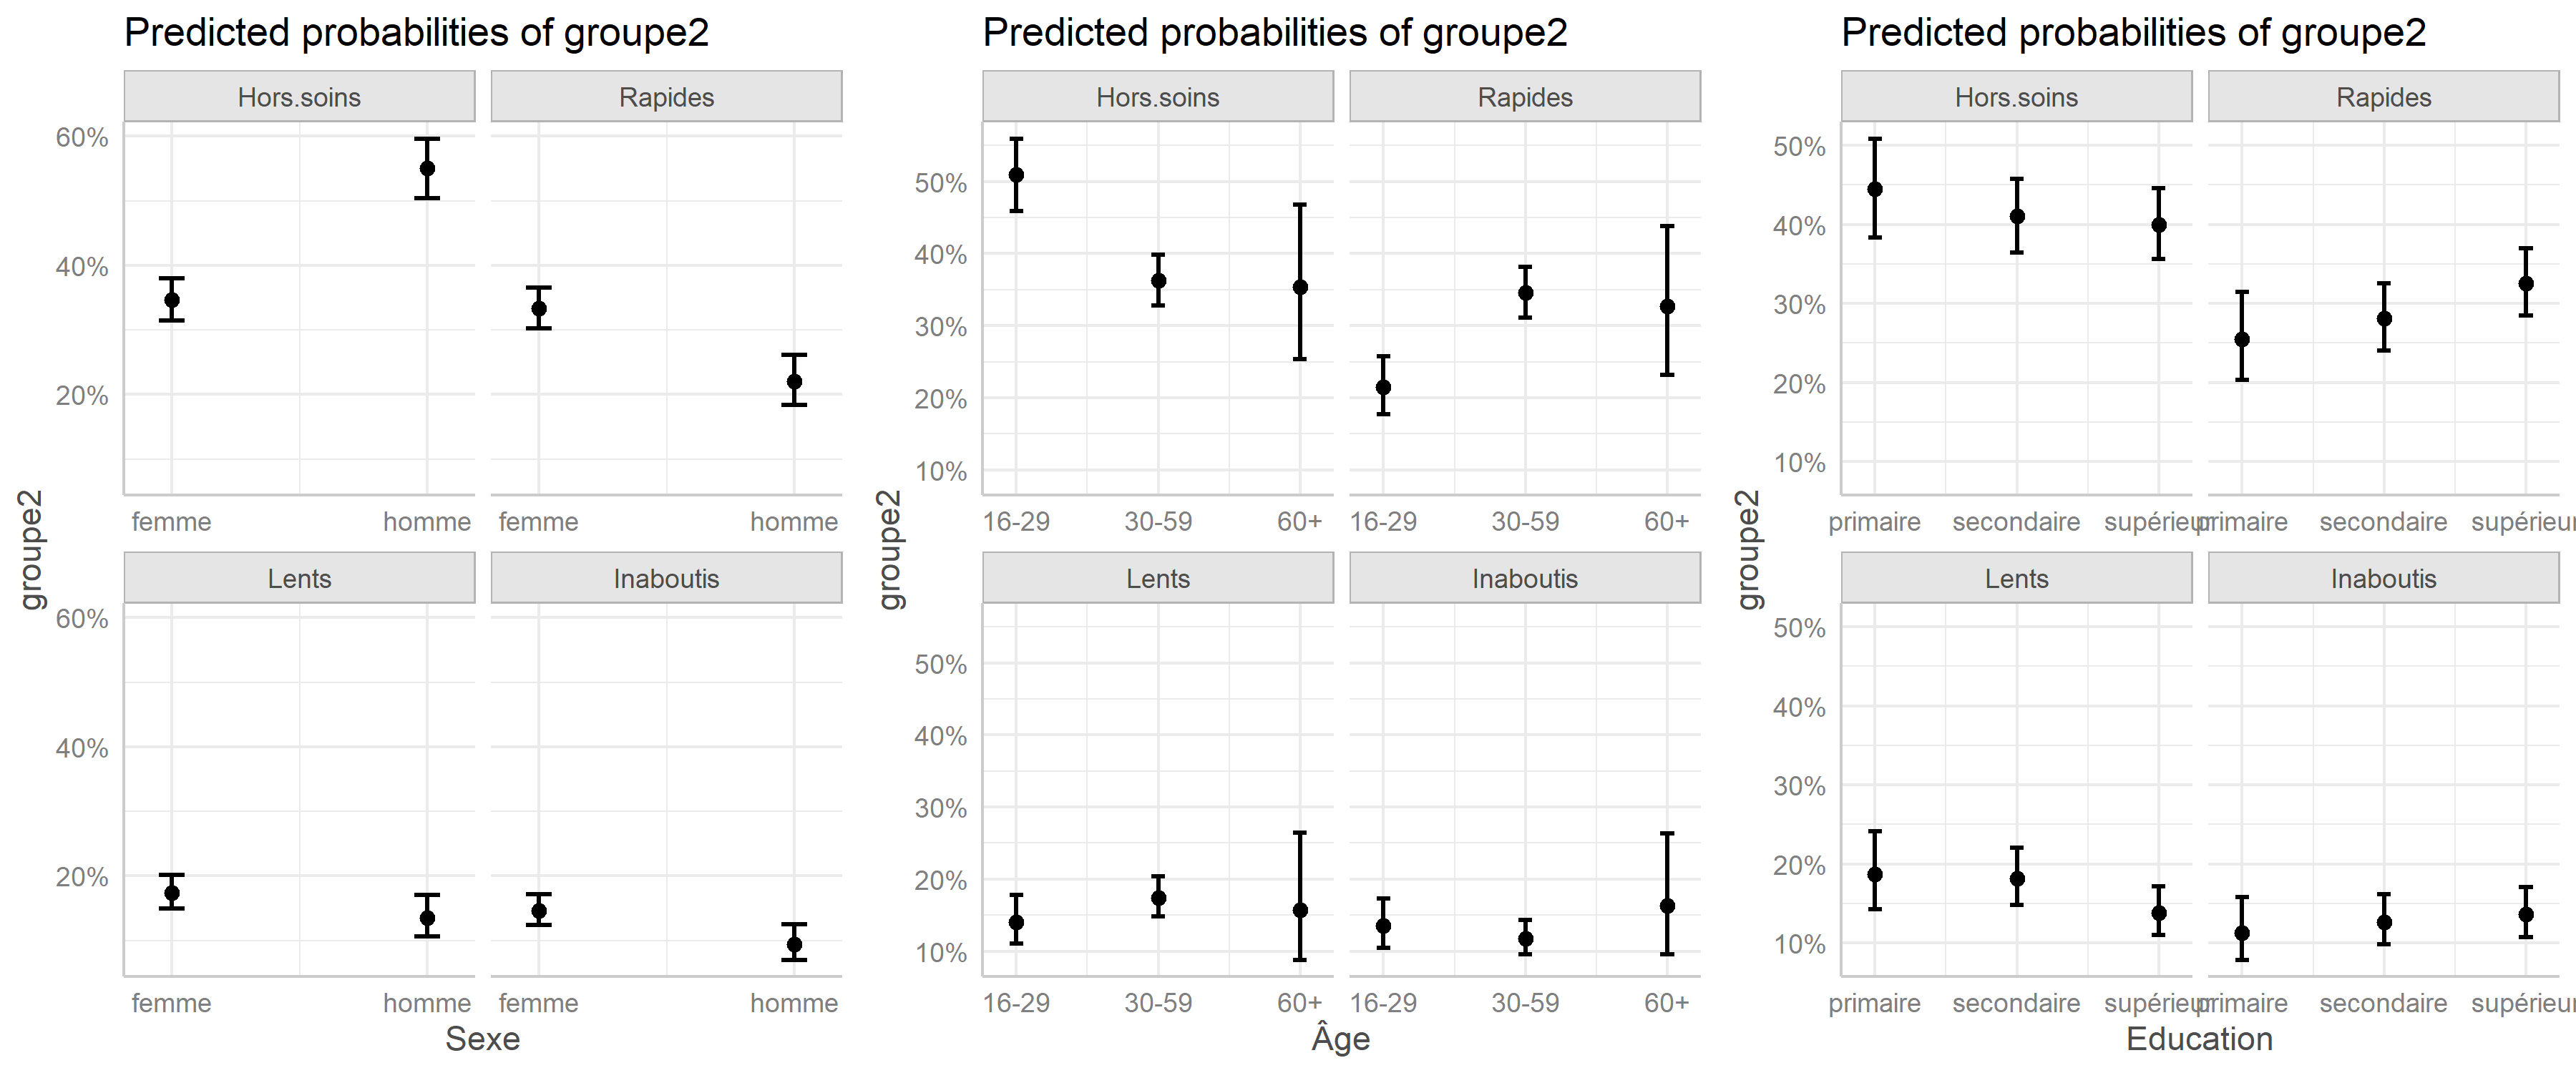 Predicted probabilities of groupe2
Hors.soins Rapides
60%
40%
20%
femme homme femme homme
Lents Inaboutis
60%
40%
20%
femme homme femme homme
Sexe
groupe2
Predicted probabilities of groupe2
Hors.soins Rapides
50%
40%
30%
20%
10%
16-29 30-59 60+ 16-29 30-59 60+
Lents Inaboutis
50%
40%
30%
20%
10%
16-29 30-59 60+ 16-29 30-59 60+
Âge
groupe2
Predicted probabilities of groupe2
Hors.soins Rapides
50%
40%
30%
20%
10%
primaire secondaire supérieur primaire secondaire supérieur
Lents Inaboutis
50%
40%
30%
20%
10%
primaire secondaire supérieur primaire secondaire supérieur
Education
groupe2